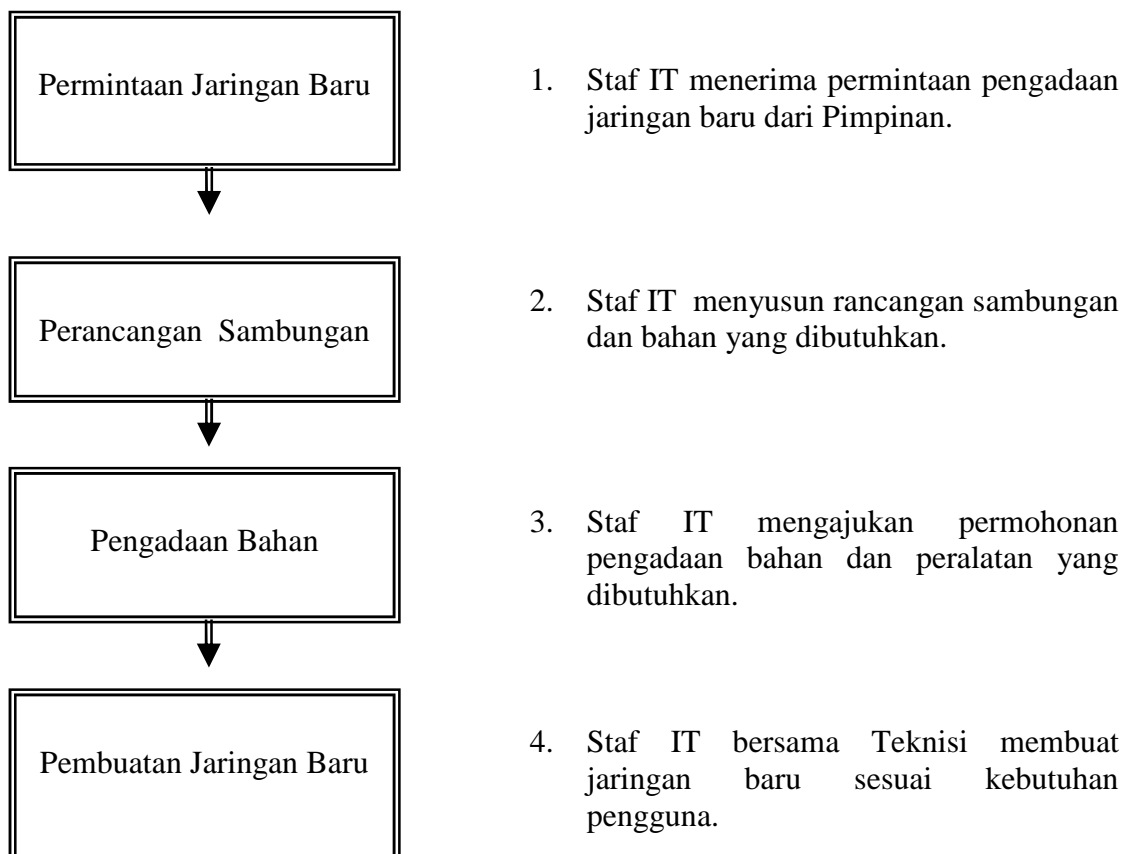 Permintaan Jaringan Baru
1. Staf IT menerima permintaan pengadaan
jaringan baru dari Pimpinan.
Perancangan Sambungan
2. Staf IT menyusun rancangan sambungan
dan bahan yang dibutuhkan.
Pengadaan Bahan
3. Staf IT mengajukan permohonan
pengadaan bahan dan peralatan yang
dibutuhkan.
Pembuatan Jaringan Baru
4. Staf IT bersama Teknisi membuat
jaringan baru sesuai kebutuhan
pengguna.